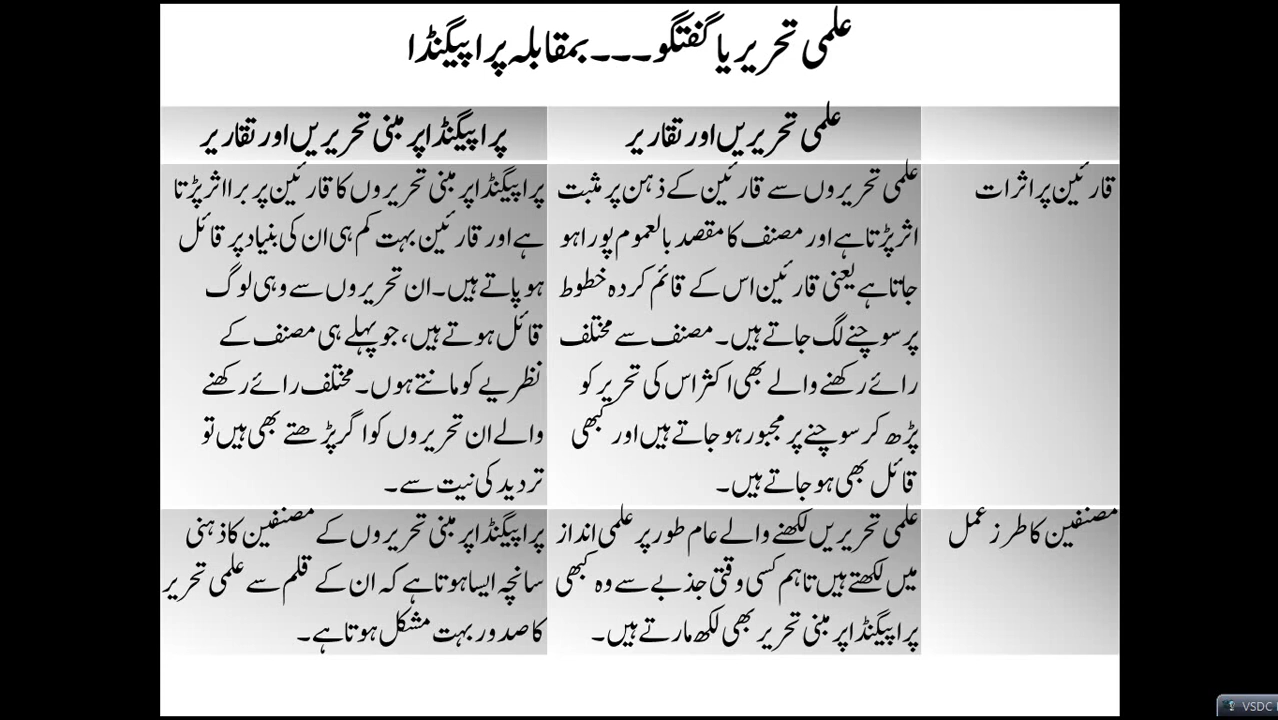 علمی تحریر یا گفتگو۔۔۔ بمقابلہ پراپیگنڈا
علمی تحریریں اور تقاریر
پراپیگنڈا پر مبنی تحریریں اور تقاریر
قارئین پر اثرات
علمی تحریروں سے قارئین کے ذہن پر مثبت
اثر پڑتا ہے اور مصنف کا مقصد بالعموم پورا ہو
جاتا ہے یعنی قارئین اس کے قائم کردہ خطوط
پر سوچنے لگ جاتے ہیں۔ مصنف سے مختلف
رائے رکھنے والے بھی اکثر اس کی تحریر کو
پڑھ کر سوچنے پر مجبور ہو جاتے ہیں اور کبھی
قائل بھی ہو جاتے ہیں۔
پراپیگنڈا پر مبنی تحریروں کا قارئین پر برا اثر پڑتا
ہے اور قارئین بہت کم ہی ان کی بنیاد پر قائل
ہو پاتے ہیں۔ ان تحریروں سے وہی لوگ
قائل ہوتے ہیں، جو پہلے ہی مصنف کے
نظریے کو مانتے ہوں۔ مختلف رائے رکھنے
والے ان تحریروں کو اگر پڑھتے بھی ہیں تو
تردید کی نیت سے۔
مصنفین کا طرز عمل
علمی تحریریں لکھنے والے عام طور پر علمی انداز
میں لکھتے ہیں تاہم کسی وقتی جذبے سے وہ کبھی
پراپیگنڈا پر مبنی تحریر بھی لکھ مارتے ہیں۔
پراپیگنڈا پر مبنی تحریروں کے مصنفین کا ذہنی
سانچہ ایسا ہوتا ہے کہ ان کے قلم سے علمی تحریر
کا صدور بہت مشکل ہوتا ہے۔
VSDC